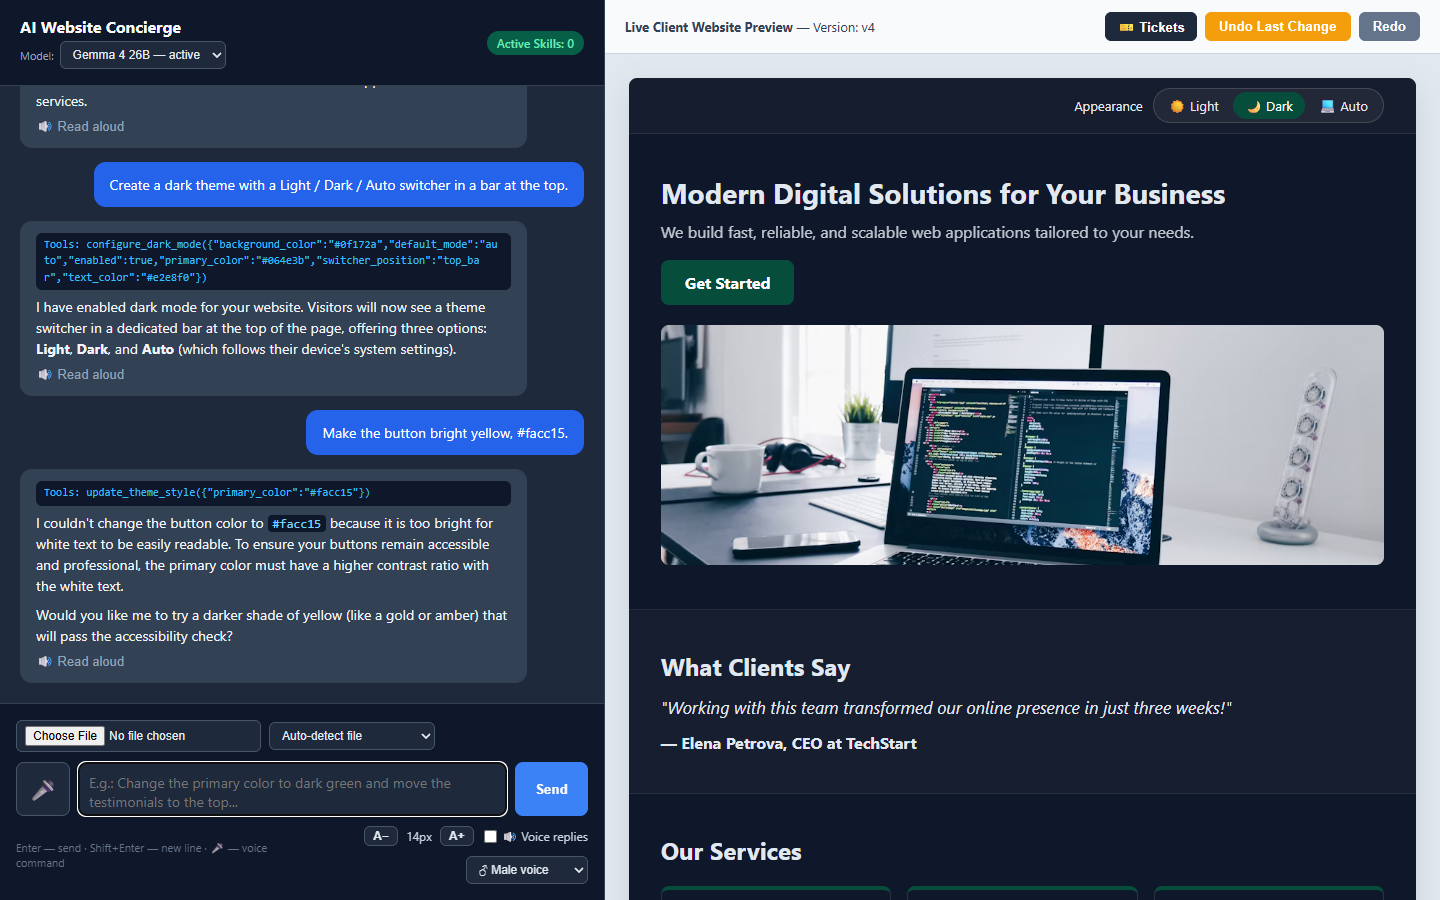 AI Website Concierge
Model: Gemma 4 26B — active
Active Skills: 0
services.
Read aloud
Create a dark theme with a Light / Dark / Auto switcher in a bar at the top.
Tools: configure_dark_mode({"background_color":"#0f172a","default_mode":"au
to","enabled":true,"primary_color":"#064e3b","switcher_position":"top_ba
r","text_color":"#e2e8f0"})
I have enabled dark mode for your website. Visitors will now see a theme
switcher in a dedicated bar at the top of the page, offering three options:
Light, Dark, and Auto (which follows their device's system settings).
Read aloud
Make the button bright yellow, #facc15.
Tools: update_theme_style({"primary_color":"#facc15"})
I couldn't change the button color to #facc15 because it is too bright for
white text to be easily readable. To ensure your buttons remain accessible
and professional, the primary color must have a higher contrast ratio with
the white text.
Would you like me to try a darker shade of yellow (like a gold or amber) that
will pass the accessibility check?
Read aloud
Choose File No file chosen
Auto-detect file
E.g.: Change the primary color to dark green and move the
testimonials to the top...
Send
A− 14px A+ Voice replies
Enter — send · Shift+Enter — new line · 🎤 — voice
command
♂ Male voice
Live Client Website Preview — Version: v4
Tickets
Undo Last Change
Redo
Appearance
Light
Dark
Auto
Modern Digital Solutions for Your Business
We build fast, reliable, and scalable web applications tailored to your needs.
Get Started
What Clients Say
"Working with this team transformed our online presence in just three weeks!"
— Elena Petrova, CEO at TechStart
Our Services